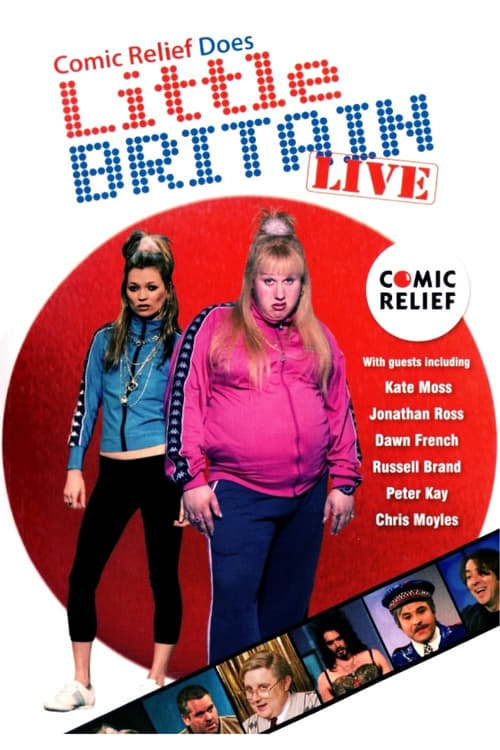 Comic Relief Does
Little
BRITAIN
LIVE
COMIC
RELIEF
With guests including
Kate Moss
Jonathan Ross
Dawn French
Russell Brand
Peter Kay
Chris Moyles